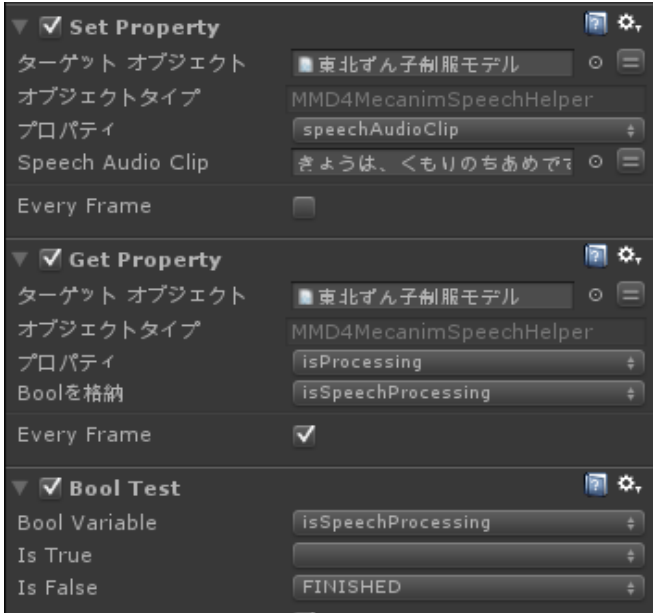 Set Property
ターゲット オブジェクト 東北ずん子制服モデル
オブジェクトタイプ MMD4MecanimSpeechHelper
プロパティ speechAudioClip
Speech Audio Clip きょうは、くもりのちあめでで
Every Frame
Get Property
ターゲット オブジェクト 東北ずん子制服モデル
オブジェクトタイプ MMD4MecanimSpeechHelper
プロパティ isProcessing
Boolを格納 isSpeechProcessing
Every Frame
Bool Test
Bool Variable isSpeechProcessing
Is True
Is False FINISHED